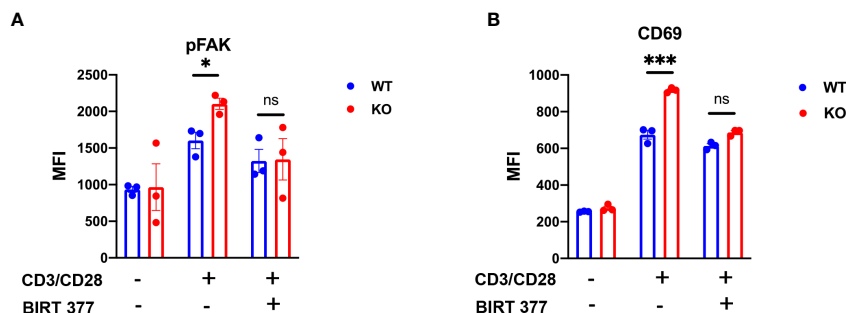 A
pFAK
*
ns
2500
2000
1500
1000
500
0
MFI
WT
KO
CD3/CD28 - + +
BIRT 377 - - +
B
CD69
***
ns
1000
800
600
400
200
0
MFI
WT
KO
CD3/CD28 - + +
BIRT 377 - - +